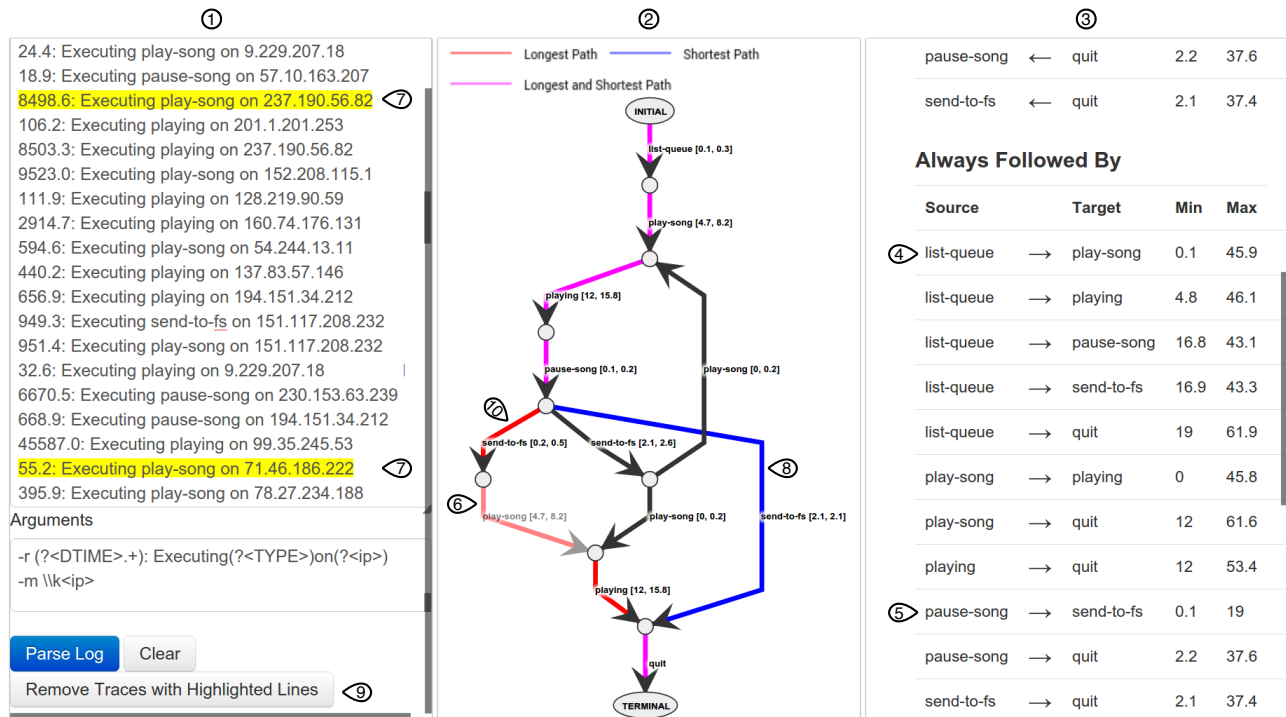 ①
②
③
24.4: Executing play-song on 9.229.207.18
18.9: Executing pause-song on 57.10.163.207
8498.6: Executing play-song on 237.190.56.82
7
106.2: Executing playing on 201.1.201.253
8503.3: Executing playing on 237.190.56.82
9523.0: Executing play-song on 152.208.115.1
111.9: Executing playing on 128.219.90.59
2914.7: Executing playing on 160.74.176.131
594.6: Executing play-song on 54.244.13.11
440.2: Executing playing on 137.83.57.146
656.9: Executing playing on 194.151.34.212
949.3: Executing send-to-fs on 151.117.208.232
951.4: Executing play-song on 151.117.208.232
32.6: Executing playing on 9.229.207.18
6670.5: Executing pause-song on 230.153.63.239
668.9: Executing pause-song on 194.151.34.212
45587.0: Executing playing on 99.35.245.53
55.2: Executing play-song on 71.46.186.222
7
395.9: Executing play-song on 78.27.234.188
Arguments
-r (?<DTIME>.+): Executing(?<TYPE>)on(?<ip>)
-m \\k<ip>
Parse Log
Clear
Remove Traces with Highlighted Lines
9
Longest Path
Shortest Path
Longest and Shortest Path
INITIAL
list-queue [0.1, 0.3]
play-song [4.7, 8.2]
playing [12, 15.8]
pause-song [0.1, 0.2]
play-song [0, 0.2]
10
send-to-fs [0.2, 0.5]
send-to-fs [2.1, 2.6]
8
6
play-song [4.7, 8.2]
play-song [0, 0.2]
send-to-fs [2.1, 2.1]
playing [12, 15.8]
quit
TERMINAL
pause-song ← quit 2.2 37.6
send-to-fs ← quit 2.1 37.4
Always Followed By
Source Target Min Max
4 list-queue → play-song 0.1 45.9
list-queue → playing 4.8 46.1
list-queue → pause-song 16.8 43.1
list-queue → send-to-fs 16.9 43.3
list-queue → quit 19 61.9
play-song → playing 0 45.8
play-song → quit 12 61.6
playing → quit 12 53.4
5 pause-song → send-to-fs 0.1 19
pause-song → quit 2.2 37.6
send-to-fs → quit 2.1 37.4